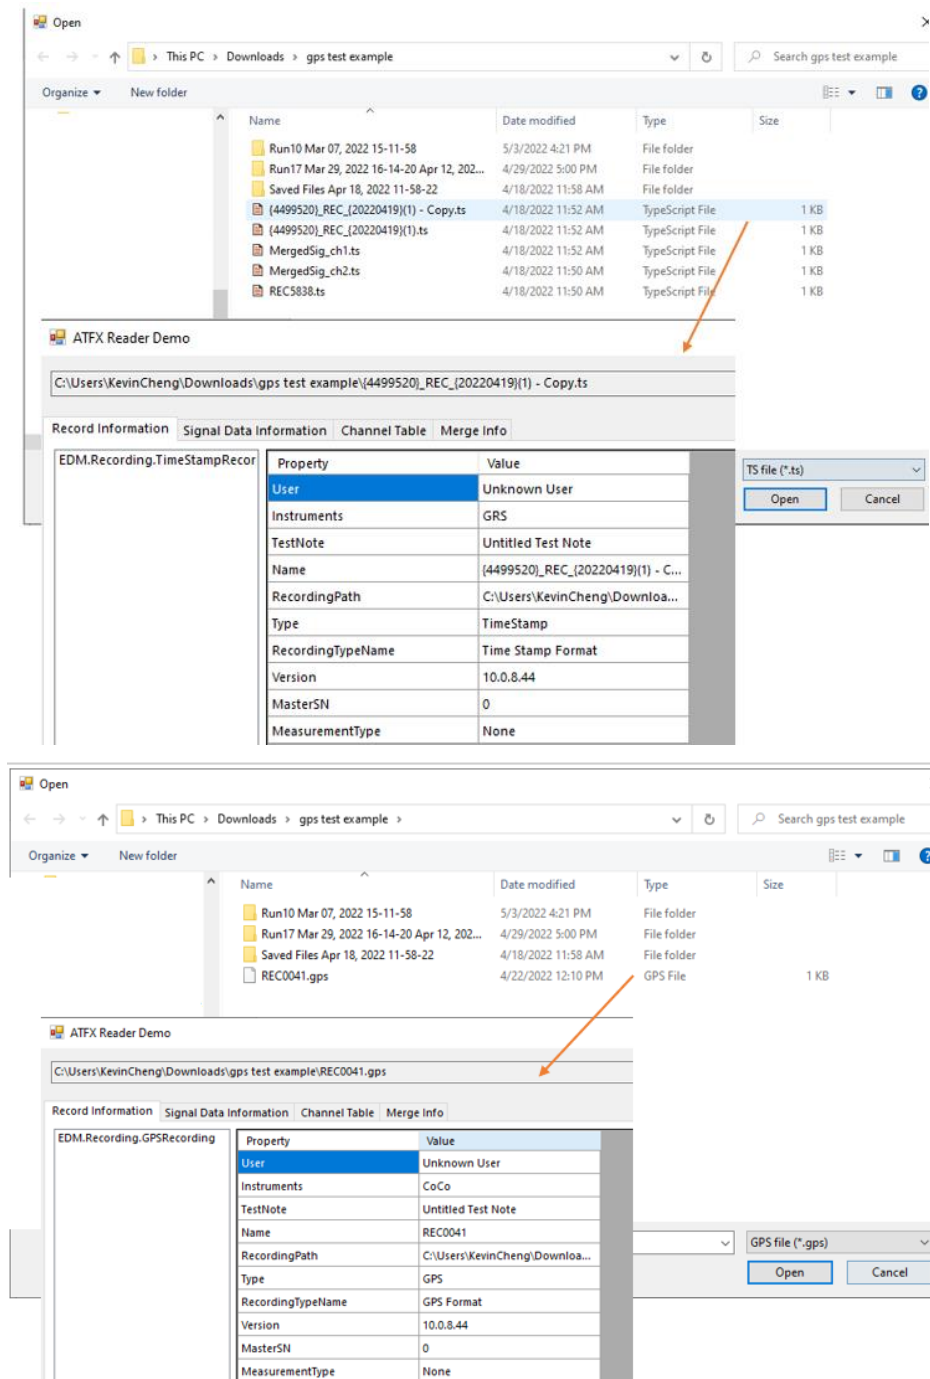 Open
This PC > Downloads > gps test example
Search gps test example
Organize New folder
Name Date modified Type Size
Run10 Mar 07, 2022 15-11-58 5/3/2022 4:21 PM File folder
Run17 Mar 29, 2022 16-14-20 Apr 12, 202... 4/29/2022 5:00 PM File folder
Saved Files Apr 18, 2022 11-58-22 4/18/2022 11:58 AM File folder
{4499520}_REC_{20220419}(1) - Copy.ts 4/18/2022 11:52 AM TypeScript File 1 KB
{4499520}_REC_{20220419}(1).ts 4/18/2022 11:52 AM TypeScript File 1 KB
MergedSig_ch1.ts 4/18/2022 11:52 AM TypeScript File 1 KB
MergedSig_ch2.ts 4/18/2022 11:50 AM TypeScript File 1 KB
REC5838.ts 4/18/2022 11:50 AM TypeScript File 1 KB
ATFX Reader Demo
C:\Users\KevinCheng\Downloads\gps test example\{4499520}_REC_{20220419}(1) - Copy.ts
Record Information Signal Data Information Channel Table Merge Info
EDM.Recording.TimeStampRecor
Property Value
User Unknown User
Instruments GRS
TestNote Untitled Test Note
Name {4499520}_REC_{20220419}(1) - C...
RecordingPath C:\Users\KevinCheng\Downloa...
Type TimeStamp
RecordingTypeName Time Stamp Format
Version 10.0.8.44
MasterSN 0
MeasurementType None
TS file (*.ts)
Open Cancel
Open
This PC > Downloads > gps test example >
Search gps test example
Organize New folder
Name Date modified Type Size
Run10 Mar 07, 2022 15-11-58 5/3/2022 4:21 PM File folder
Run17 Mar 29, 2022 16-14-20 Apr 12, 202... 4/29/2022 5:00 PM File folder
Saved Files Apr 18, 2022 11-58-22 4/18/2022 11:58 AM File folder
REC0041.gps 4/22/2022 12:10 PM GPS File 1 KB
ATFX Reader Demo
C:\Users\KevinCheng\Downloads\gps test example\REC0041.gps
Record Information Signal Data Information Channel Table Merge Info
EDM.Recording.GPSRecording
Property Value
User Unknown User
Instruments CoCo
TestNote Untitled Test Note
Name REC0041
RecordingPath C:\Users\KevinCheng\Downloa...
Type GPS
RecordingTypeName GPS Format
Version 10.0.8.44
MasterSN 0
MeasurementType None
GPS file (*.gps)
Open Cancel